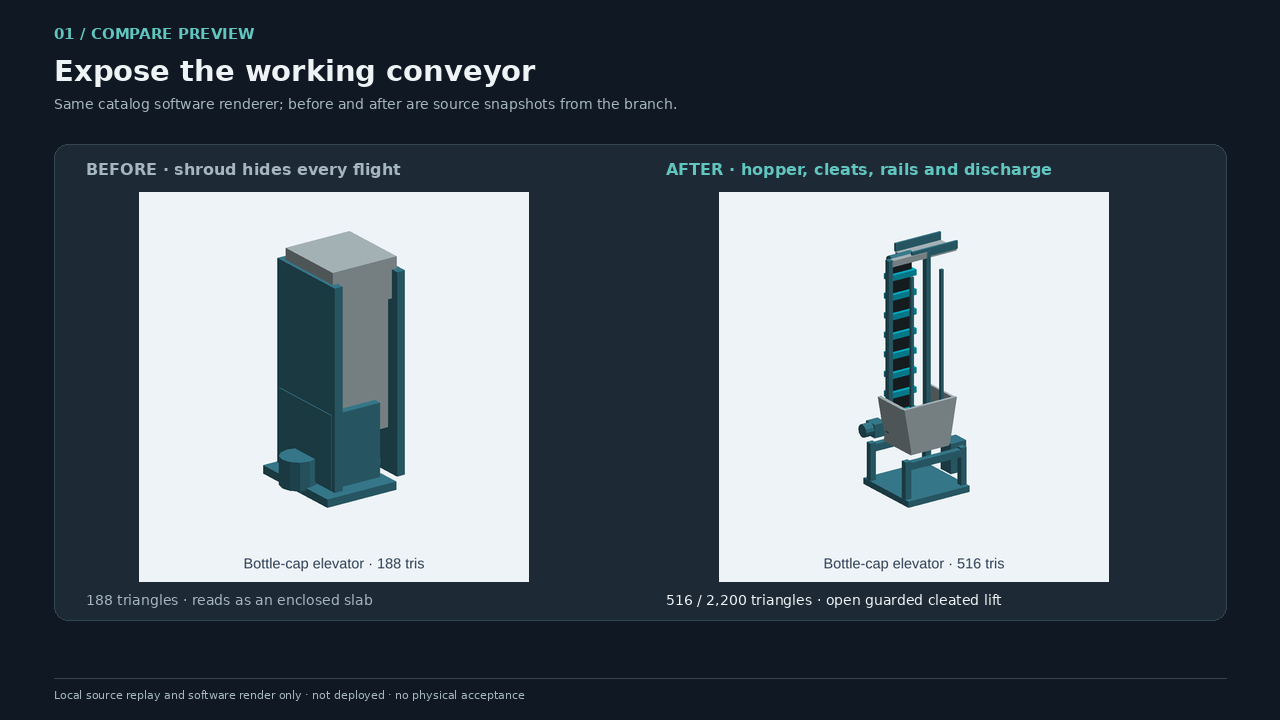 01 / COMPARE PREVIEW
Expose the working conveyor
Same catalog software renderer; before and after are source snapshots from the branch.
BEFORE · shroud hides every flight
AFTER · hopper, cleats, rails and discharge
Bottle-cap elevator · 188 tris
Bottle-cap elevator · 516 tris
188 triangles · reads as an enclosed slab
516 / 2,200 triangles · open guarded cleated lift
Local source replay and software render only · not deployed · no physical acceptance